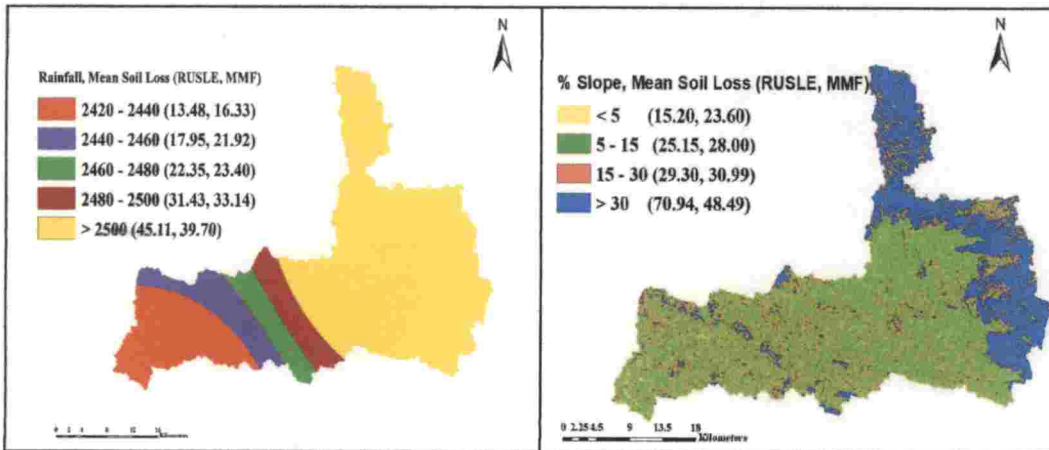 N
Rainfall, Mean Soil Loss (RUSLE, MMF)
2420 - 2440 (13.48, 16.33)
2440 - 2460 (17.95, 21.92)
2460 - 2480 (22.35, 23.40)
2480 - 2500 (31.43, 33.14)
> 2500 (45.11, 39.70)
N
% Slope, Mean Soil Loss (RUSLE, MMF)
< 5 (15.20, 23.60)
5 - 15 (25.15, 28.00)
15 - 30 (29.30, 30.99)
> 30 (70.94, 48.49)
0 2.25 4.5 9 13.5 18
Kilometers